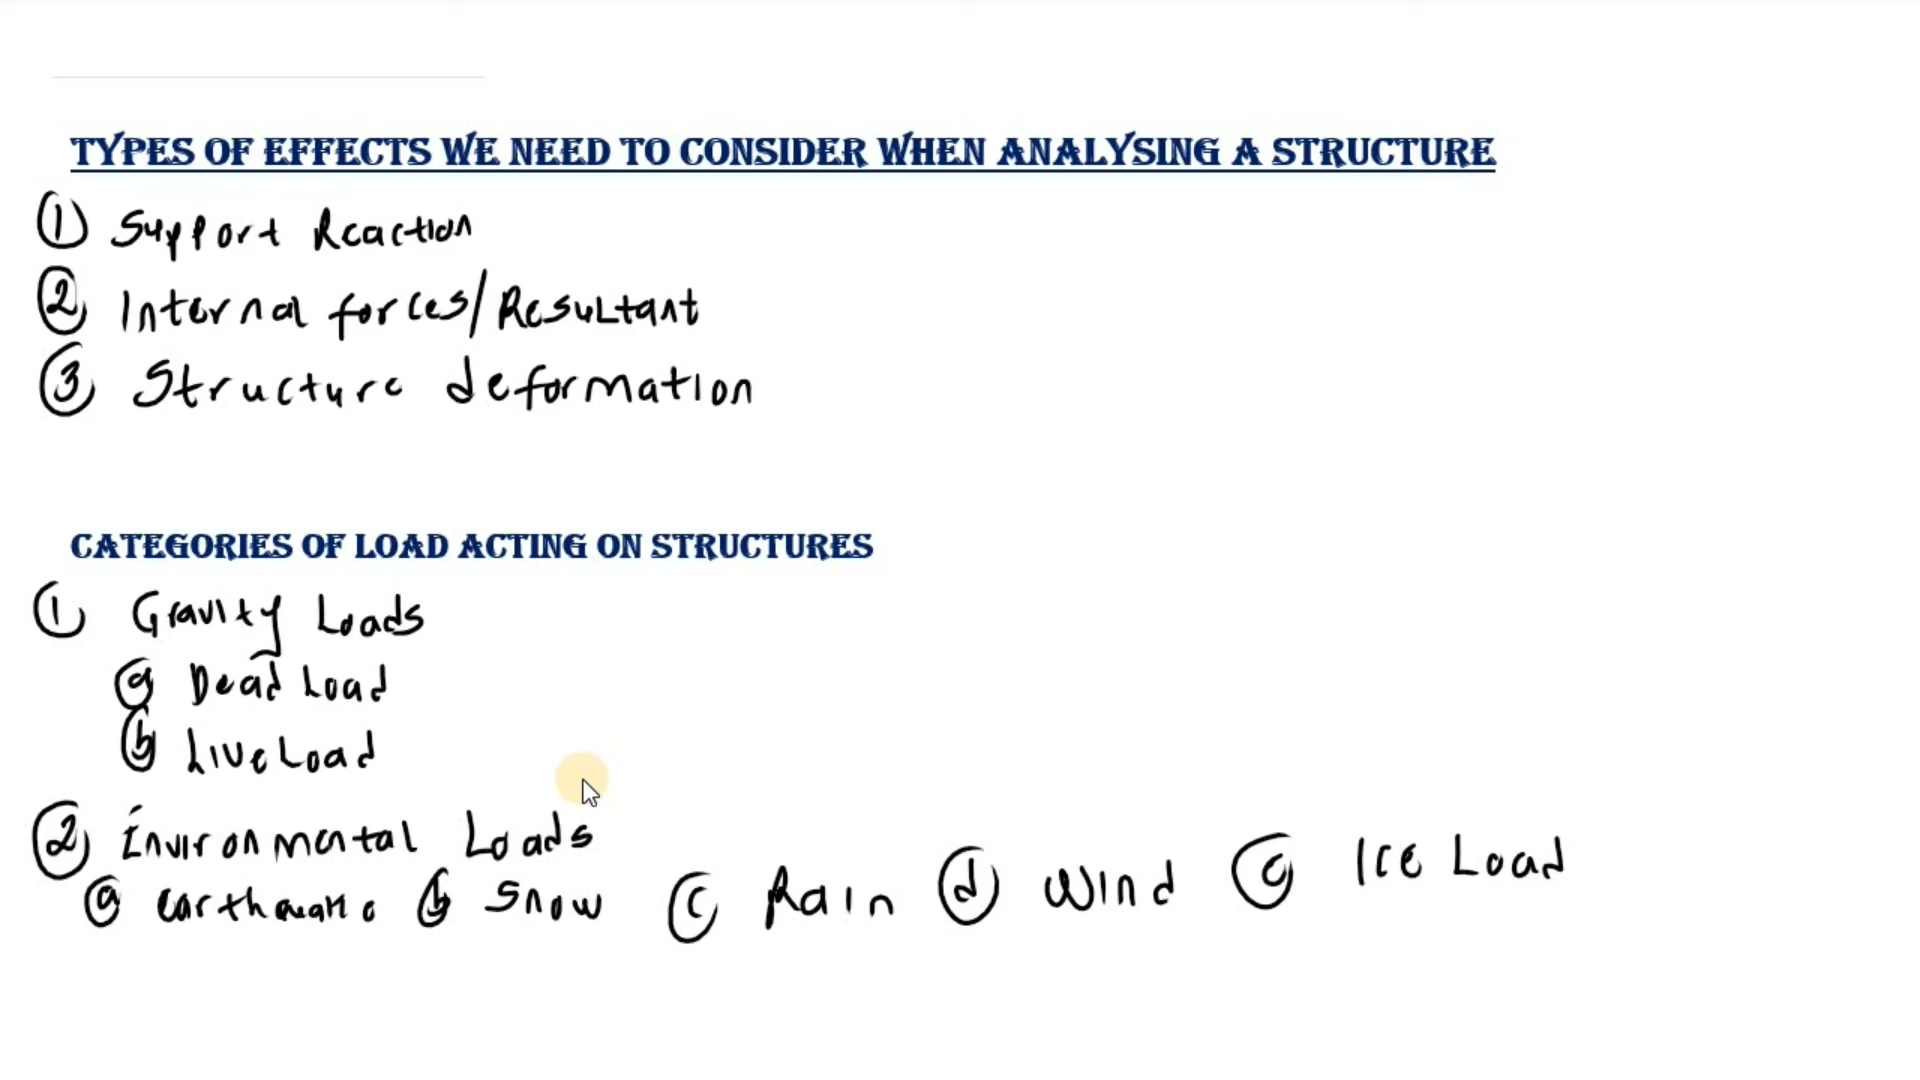 TYPES OF EFFECTS WE NEED TO CONSIDER WHEN ANALYSING A STRUCTURE
① Support Reaction
② Internal forces/Resultant
③ Structure deformation
CATEGORIES OF LOAD ACTING ON STRUCTURES
① Gravity Loads
ⓐ Dead Load
ⓑ Live Load
② Environmental Loads
ⓐ earthquake ⓑ Snow ⓒ Rain ⓓ Wind ⓔ Ice Load